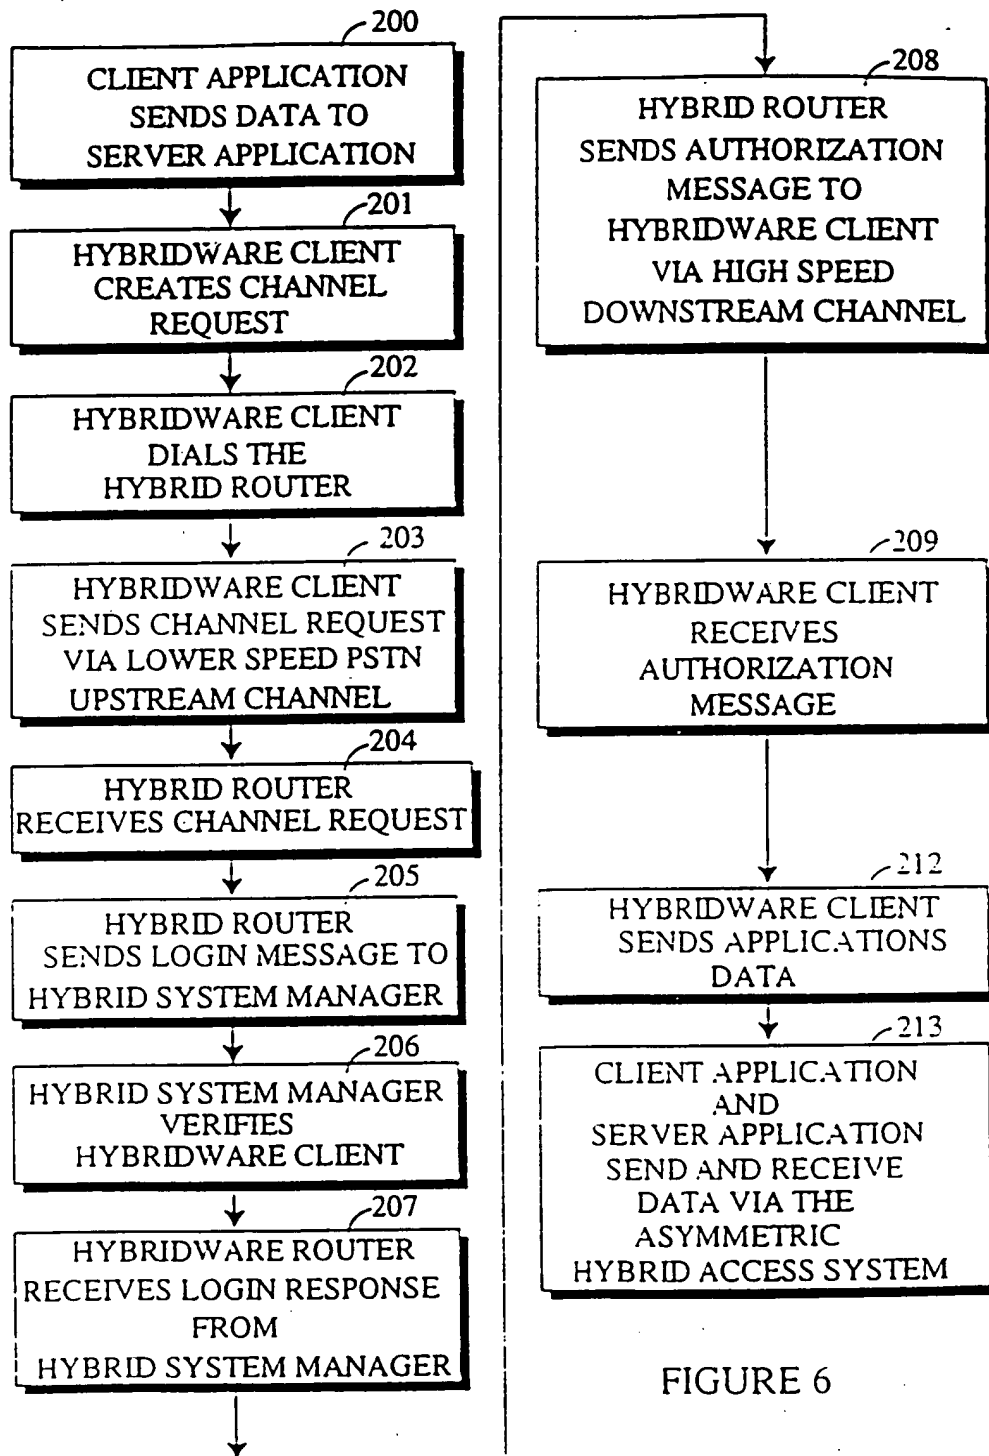 200
CLIENT APPLICATION
SENDS DATA TO
SERVER APPLICATION
201
HYBRIDWARE CLIENT
CREATES CHANNEL
REQUEST
202
HYBRIDWARE CLIENT
DIALS THE
HYBRID ROUTER
203
HYBRIDWARE CLIENT
SENDS CHANNEL REQUEST
VIA LOWER SPEED PSTN
UPSTREAM CHANNEL
204
HYBRID ROUTER
RECEIVES CHANNEL REQUEST
205
HYBRID ROUTER
SENDS LOGIN MESSAGE TO
HYBRID SYSTEM MANAGER
206
HYBRID SYSTEM MANAGER
VERIFIES
HYBRIDWARE CLIENT
207
HYBRIDWARE ROUTER
RECEIVES LOGIN RESPONSE
FROM
HYBRID SYSTEM MANAGER
208
HYBRID ROUTER
SENDS AUTHORIZATION
MESSAGE TO
HYBRIDWARE CLIENT
VIA HIGH SPEED
DOWNSTREAM CHANNEL
209
HYBRIDWARE CLIENT
RECEIVES
AUTHORIZATION
MESSAGE
212
HYBRIDWARE CLIENT
SENDS APPLICATIONS
DATA
213
CLIENT APPLICATION
AND
SERVER APPLICATION
SEND AND RECEIVE
DATA VIA THE
ASYMMETRIC
HYBRID ACCESS SYSTEM
FIGURE 6